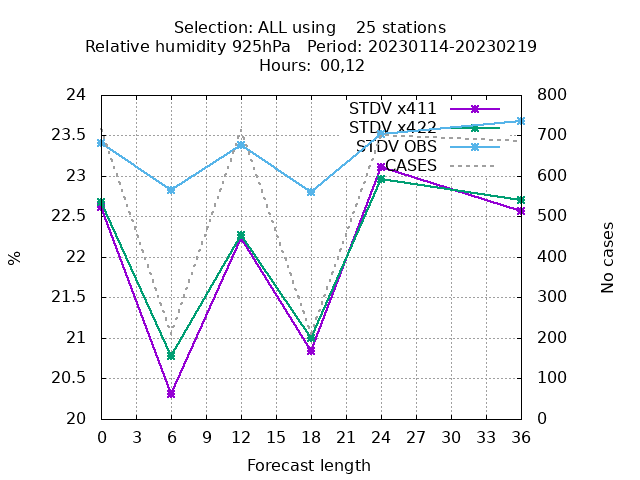 Selection: ALL using    25 stations
Relative humidity 925hPa   Period: 20230114-20230219
Hours: 00,12
24
23.5
23
22.5
22
21.5
21
20.5
20
%
800
700
600
500
400
300
200
100
0
No cases
STDV x411
STDV x422
STDV OBS
CASES
0 3 6 9 12 15 18 21 24 27 30 33 36
Forecast length